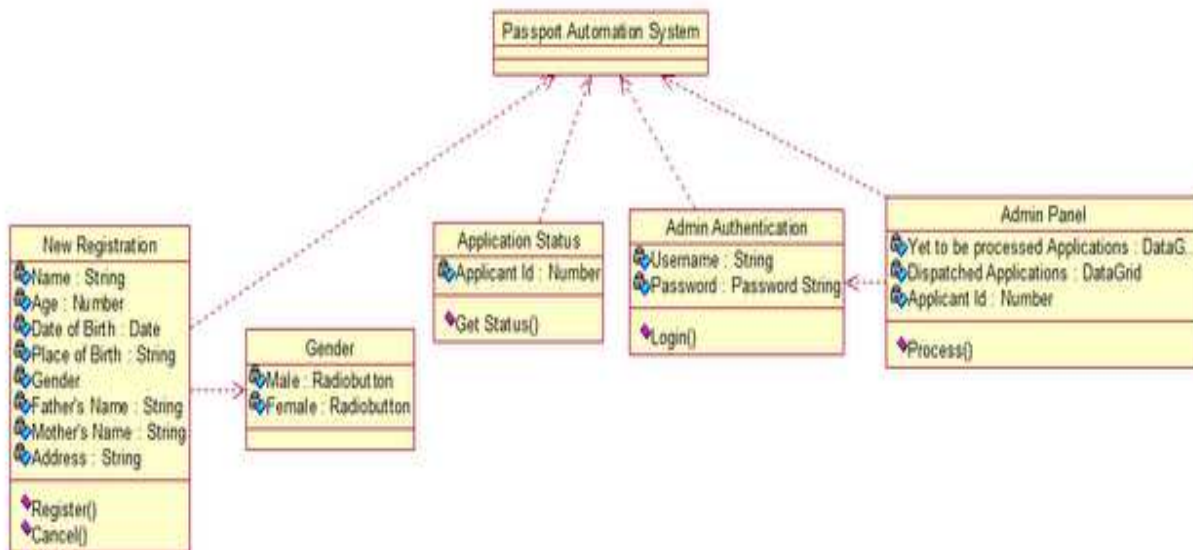 Passport Automation System
New Registration
Name : String
Age : Number
Date of Birth : Date
Place of Birth : String
Gender
Father's Name : String
Mother's Name : String
Address : String
Register()
Cancel()
Gender
Male : Radiobutton
Female : Radiobutton
Application Status
Applicant Id : Number
Get Status()
Admin Authentication
Username : String
Password : Password String
Login()
Admin Panel
Yet to be processed Applications : DataG...
Dispatched Applications : DataGrid
Applicant Id : Number
Process()